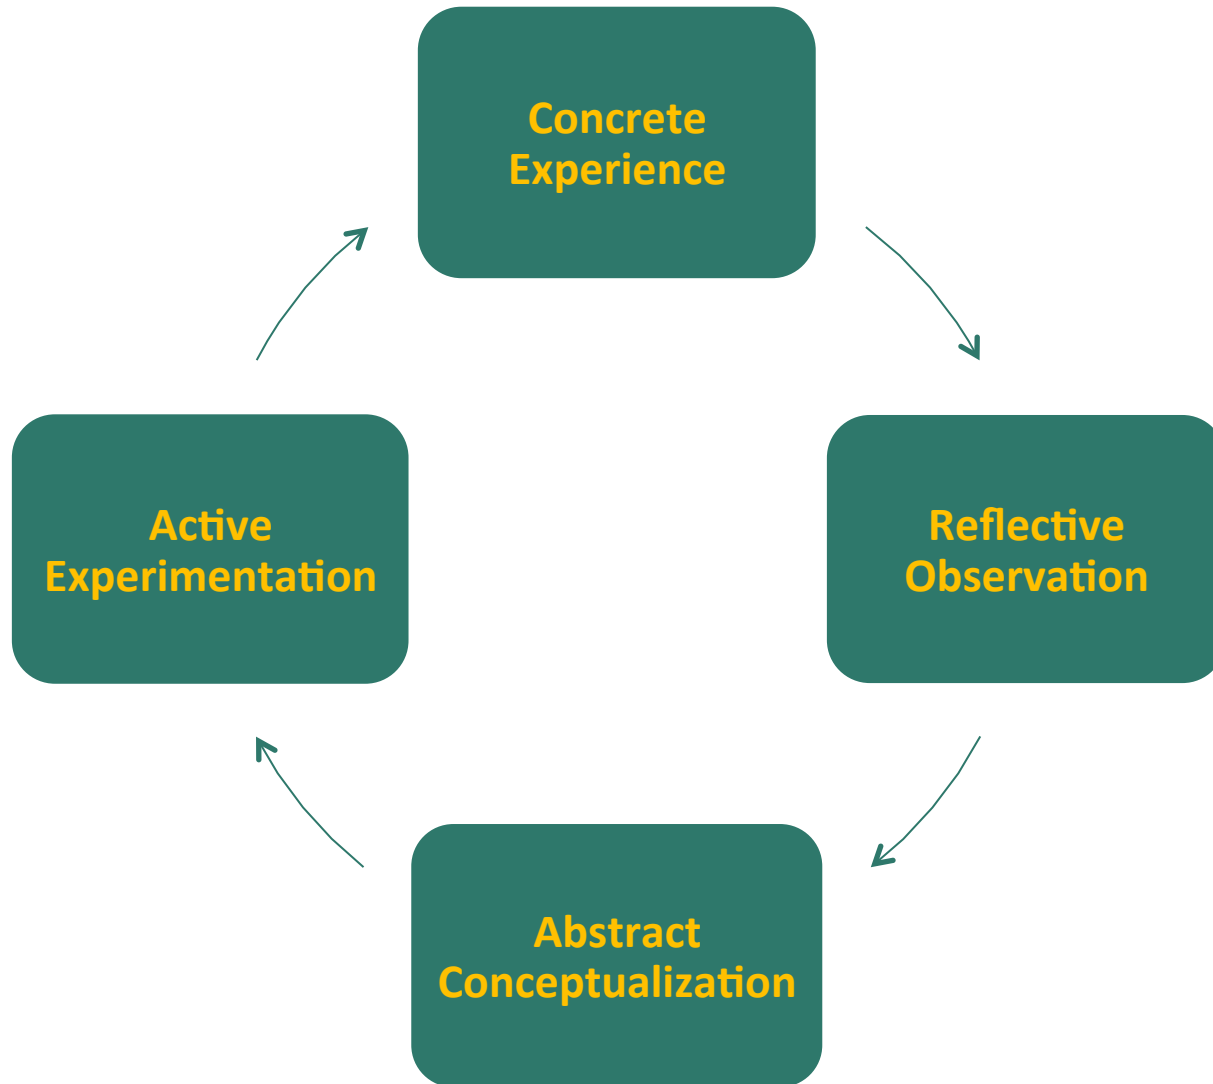 Concrete
Experience
Reflective
Observation
Abstract
Conceptualization
Active
Experimentation